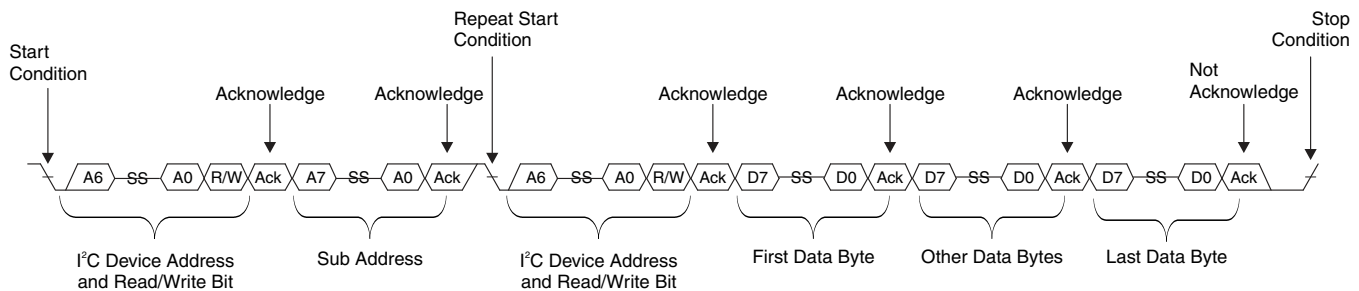 Start
Condition
Repeat Start
Condition
Stop
Condition
Acknowledge
Acknowledge
Acknowledge
Acknowledge
Acknowledge
Not
Acknowledge
A6 SS A0 R/W Ack A7 SS A0 Ack A6 SS A0 R/W Ack D7 SS D0 Ack D7 SS D0 Ack D7 SS D0 Ack
I²C Device Address
and Read/Write Bit
Sub Address
I²C Device Address
and Read/Write Bit
First Data Byte
Other Data Bytes
Last Data Byte